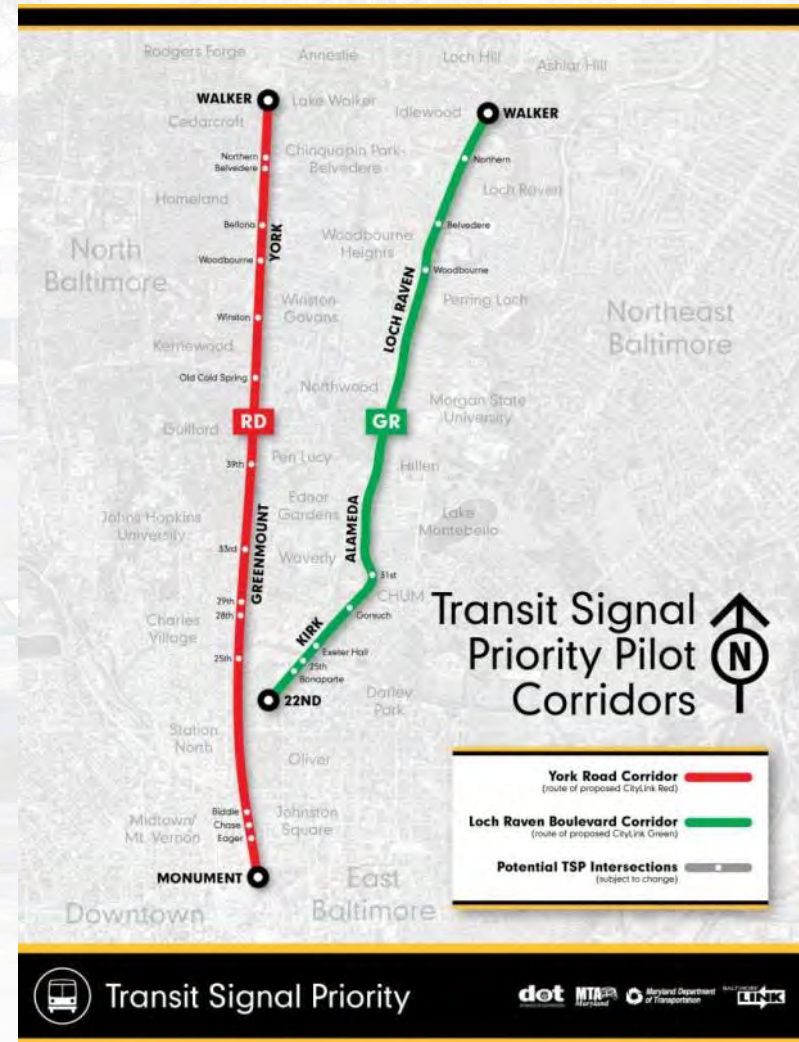 Rodgers Forge
Anneslie
Loch Hill
Ashlar Hill
WALKER
Lake Walker
Idlewood
WALKER
Cedarcroft
Northern
Belvedere
Chinquapin Park-
Belvedere
Northern
Loch Raven
Homeland
Bellona
YORK
Woodbourne
Heights
Belvedere
North
Baltimore
Woodbourne
Woodbourne
LOCH RAVEN
Perring Loch
Winston-
Govans
Winston
Northeast
Baltimore
Kernewood
Old Cold Spring
Northwood
Morgan State
University
Guilford
RD
GR
39th
Pen Lucy
Hillen
Ednor
Gardens
ALAMEDA
Lake
Montebello
Johns Hopkins
University
GREENMOUNT
33rd
Waverly
31st
CHUM
29th
28th
Gorsuch
Charles
Village
KIRK
Exeter Hall
25th
25th
Bonaparte
Darley
Park
22ND
Transit Signal
Priority Pilot
Corridors
N
Station
North
Oliver
York Road Corridor
(route of proposed CityLink Red)
Loch Raven Boulevard Corridor
(route of proposed CityLink Green)
Potential TSP Intersections
(subject to change)
Biddle
Chase
Eager
Midtown/
Mt. Vernon
Johnston
Square
MONUMENT
East
Baltimore
Downtown
Transit Signal Priority
dot
MTA
Maryland
Maryland Department
of Transportation
BALTIMORE
LINK